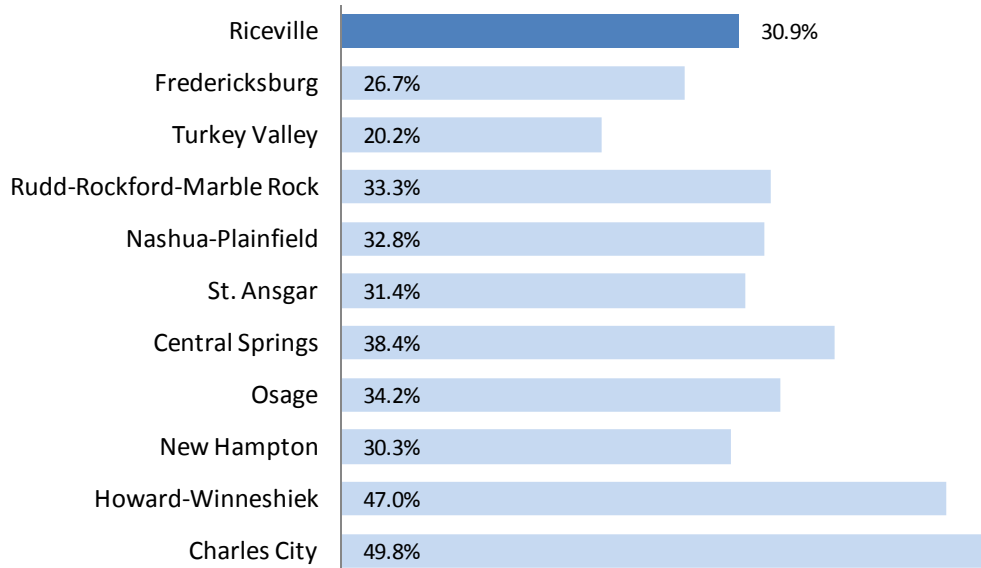 Riceville 30.9%
Fredericksburg 26.7%
Turkey Valley 20.2%
Rudd-Rockford-Marble Rock 33.3%
Nashua-Plainfield 32.8%
St. Ansgar 31.4%
Central Springs 38.4%
Osage 34.2%
New Hampton 30.3%
Howard-Winneshiek 47.0%
Charles City 49.8%